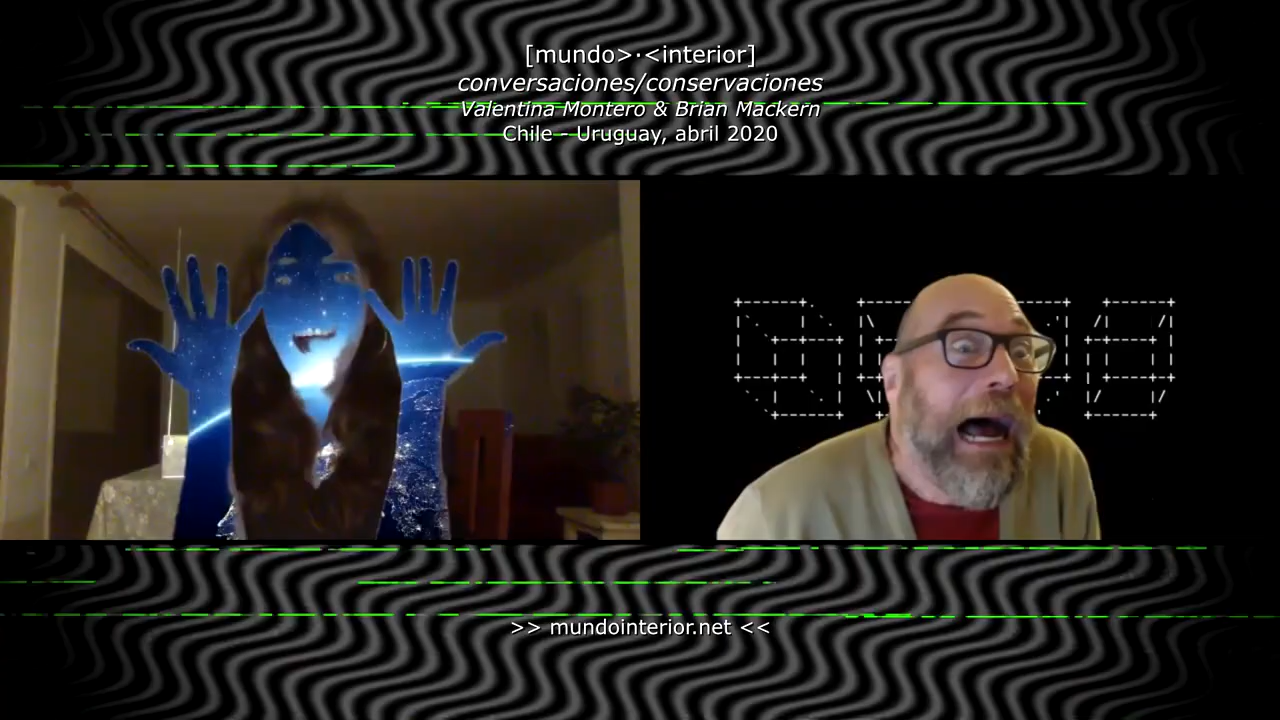 [mundo>·<interior]
conversaciones/conservaciones
Valentina Montero & Brian Mackern
Chile - Uruguay, abril 2020
>> mundointerior.net <<